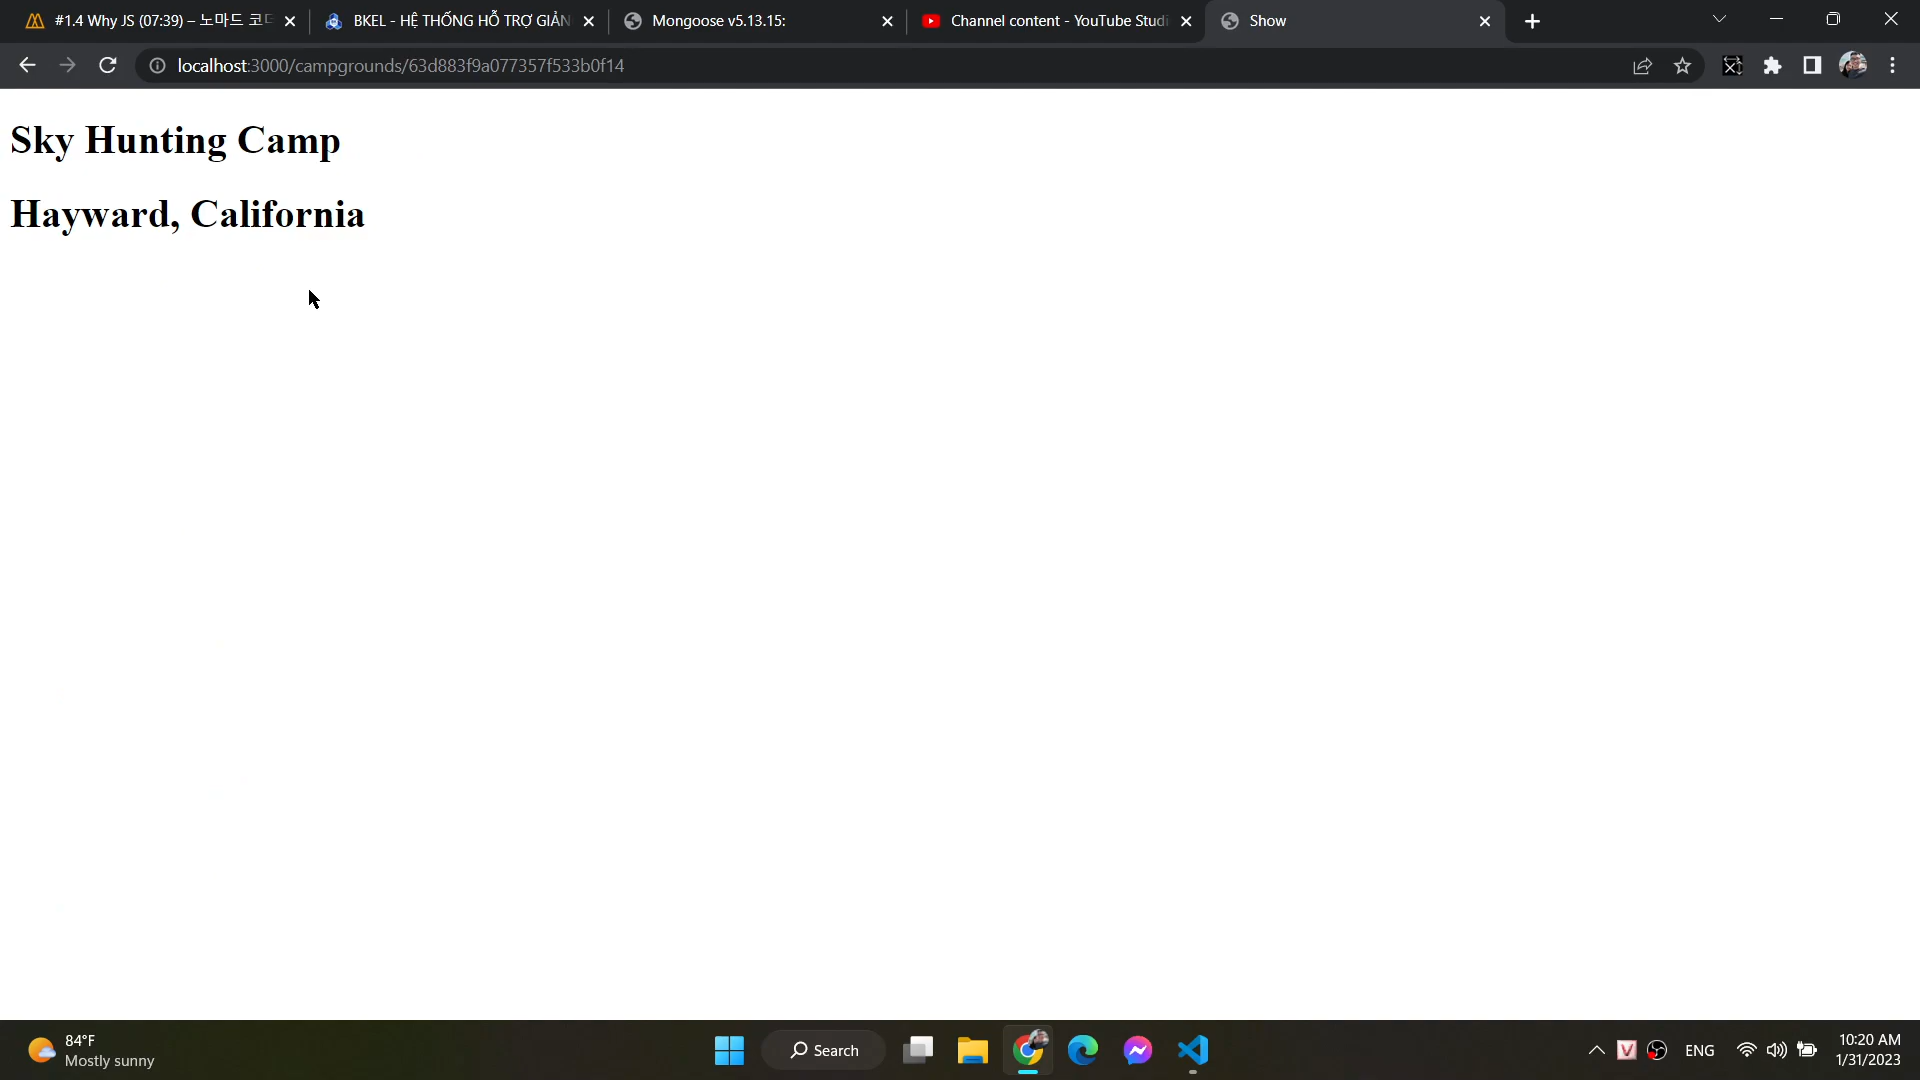 #1.4 Why JS (07:39) – 노마드 코
BKEL - HỆ THỐNG HỖ TRỢ GIẢN
Mongoose v5.13.15:
Channel content - YouTube Studi
Show
localhost:3000/campgrounds/63d883f9a077357f533b0f14
Sky Hunting Camp
Hayward, California
84°F
Mostly sunny
Search
V
ENG
10:20 AM
1/31/2023